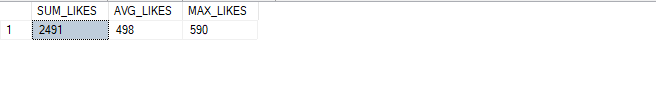 SUM_LIKES AVG_LIKES MAX_LIKES
1 2491 498 590